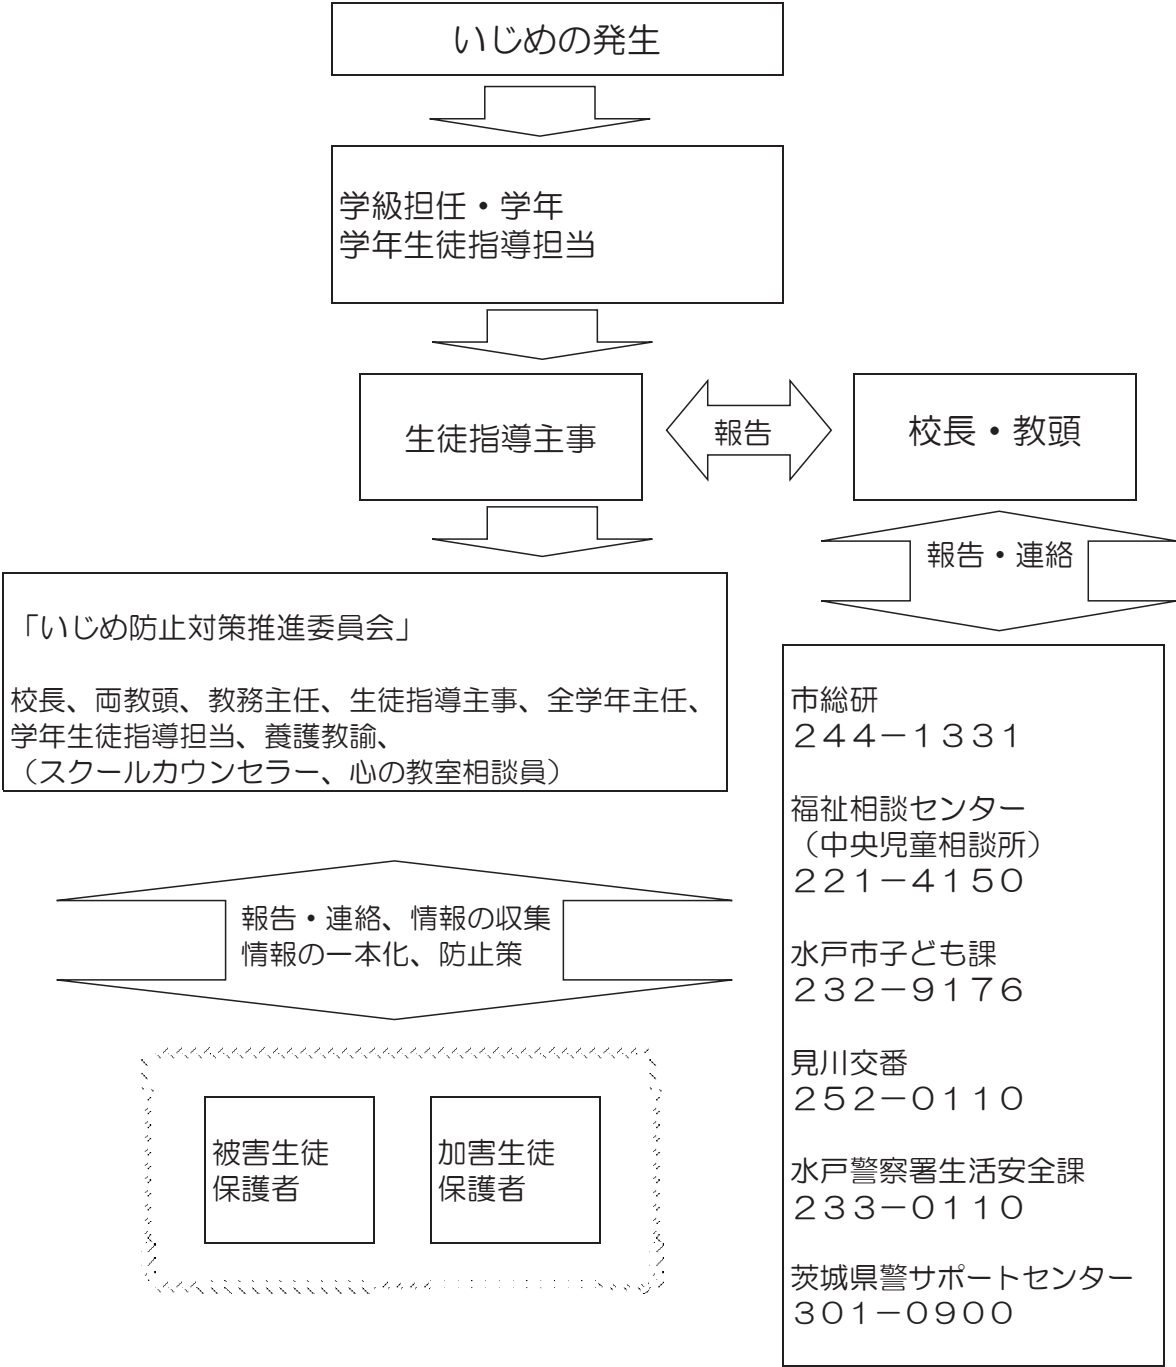 いじめの発生
学級担任・学年
学年生徒指導担当
生徒指導主事
報告
校長・教頭
報告・連絡
「いじめ防止対策推進委員会」
校長、両教頭、教務主任、生徒指導主事、全学年主任、
学年生徒指導担当、養護教諭、
（スクールカウンセラー、心の教室相談員）
報告・連絡、情報の収集
情報の一本化、防止策
被害生徒
保護者
加害生徒
保護者
市総研
２４４－１３３１
福祉相談センター
（中央児童相談所）
２２１－４１５０
水戸市子ども課
２３２－９１７６
見川交番
２５２－０１１０
水戸警察署生活安全課
２３３－０１１０
茨城県警サポートセンター
３０１－０９００